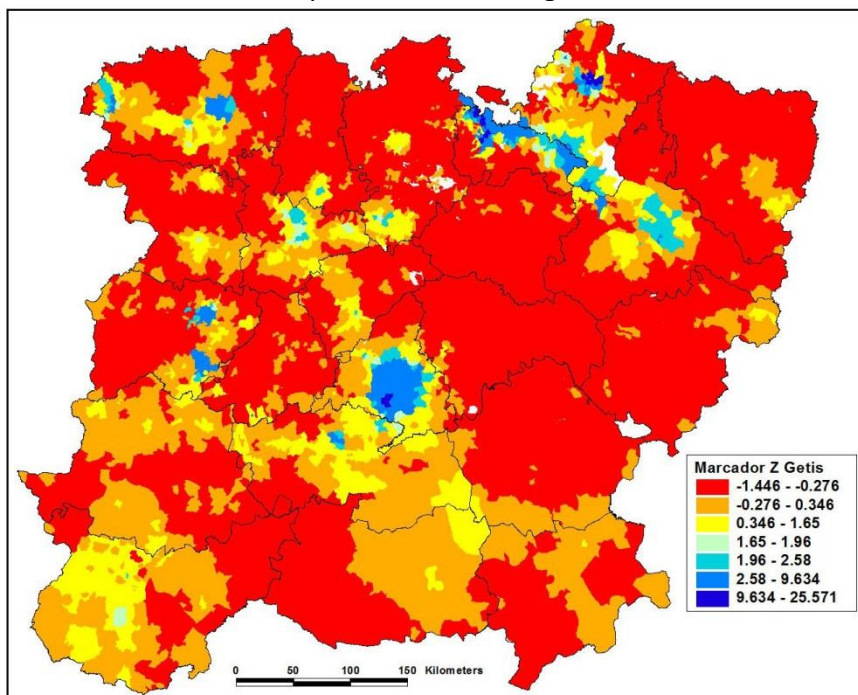 Marcador Z Getis
-1.446 - -0.276
-0.276 - 0.346
0.346 - 1.65
1.65 - 1.96
1.96 - 2.58
2.58 - 9.634
9.634 - 25.571
0 50 100 150 Kilometers